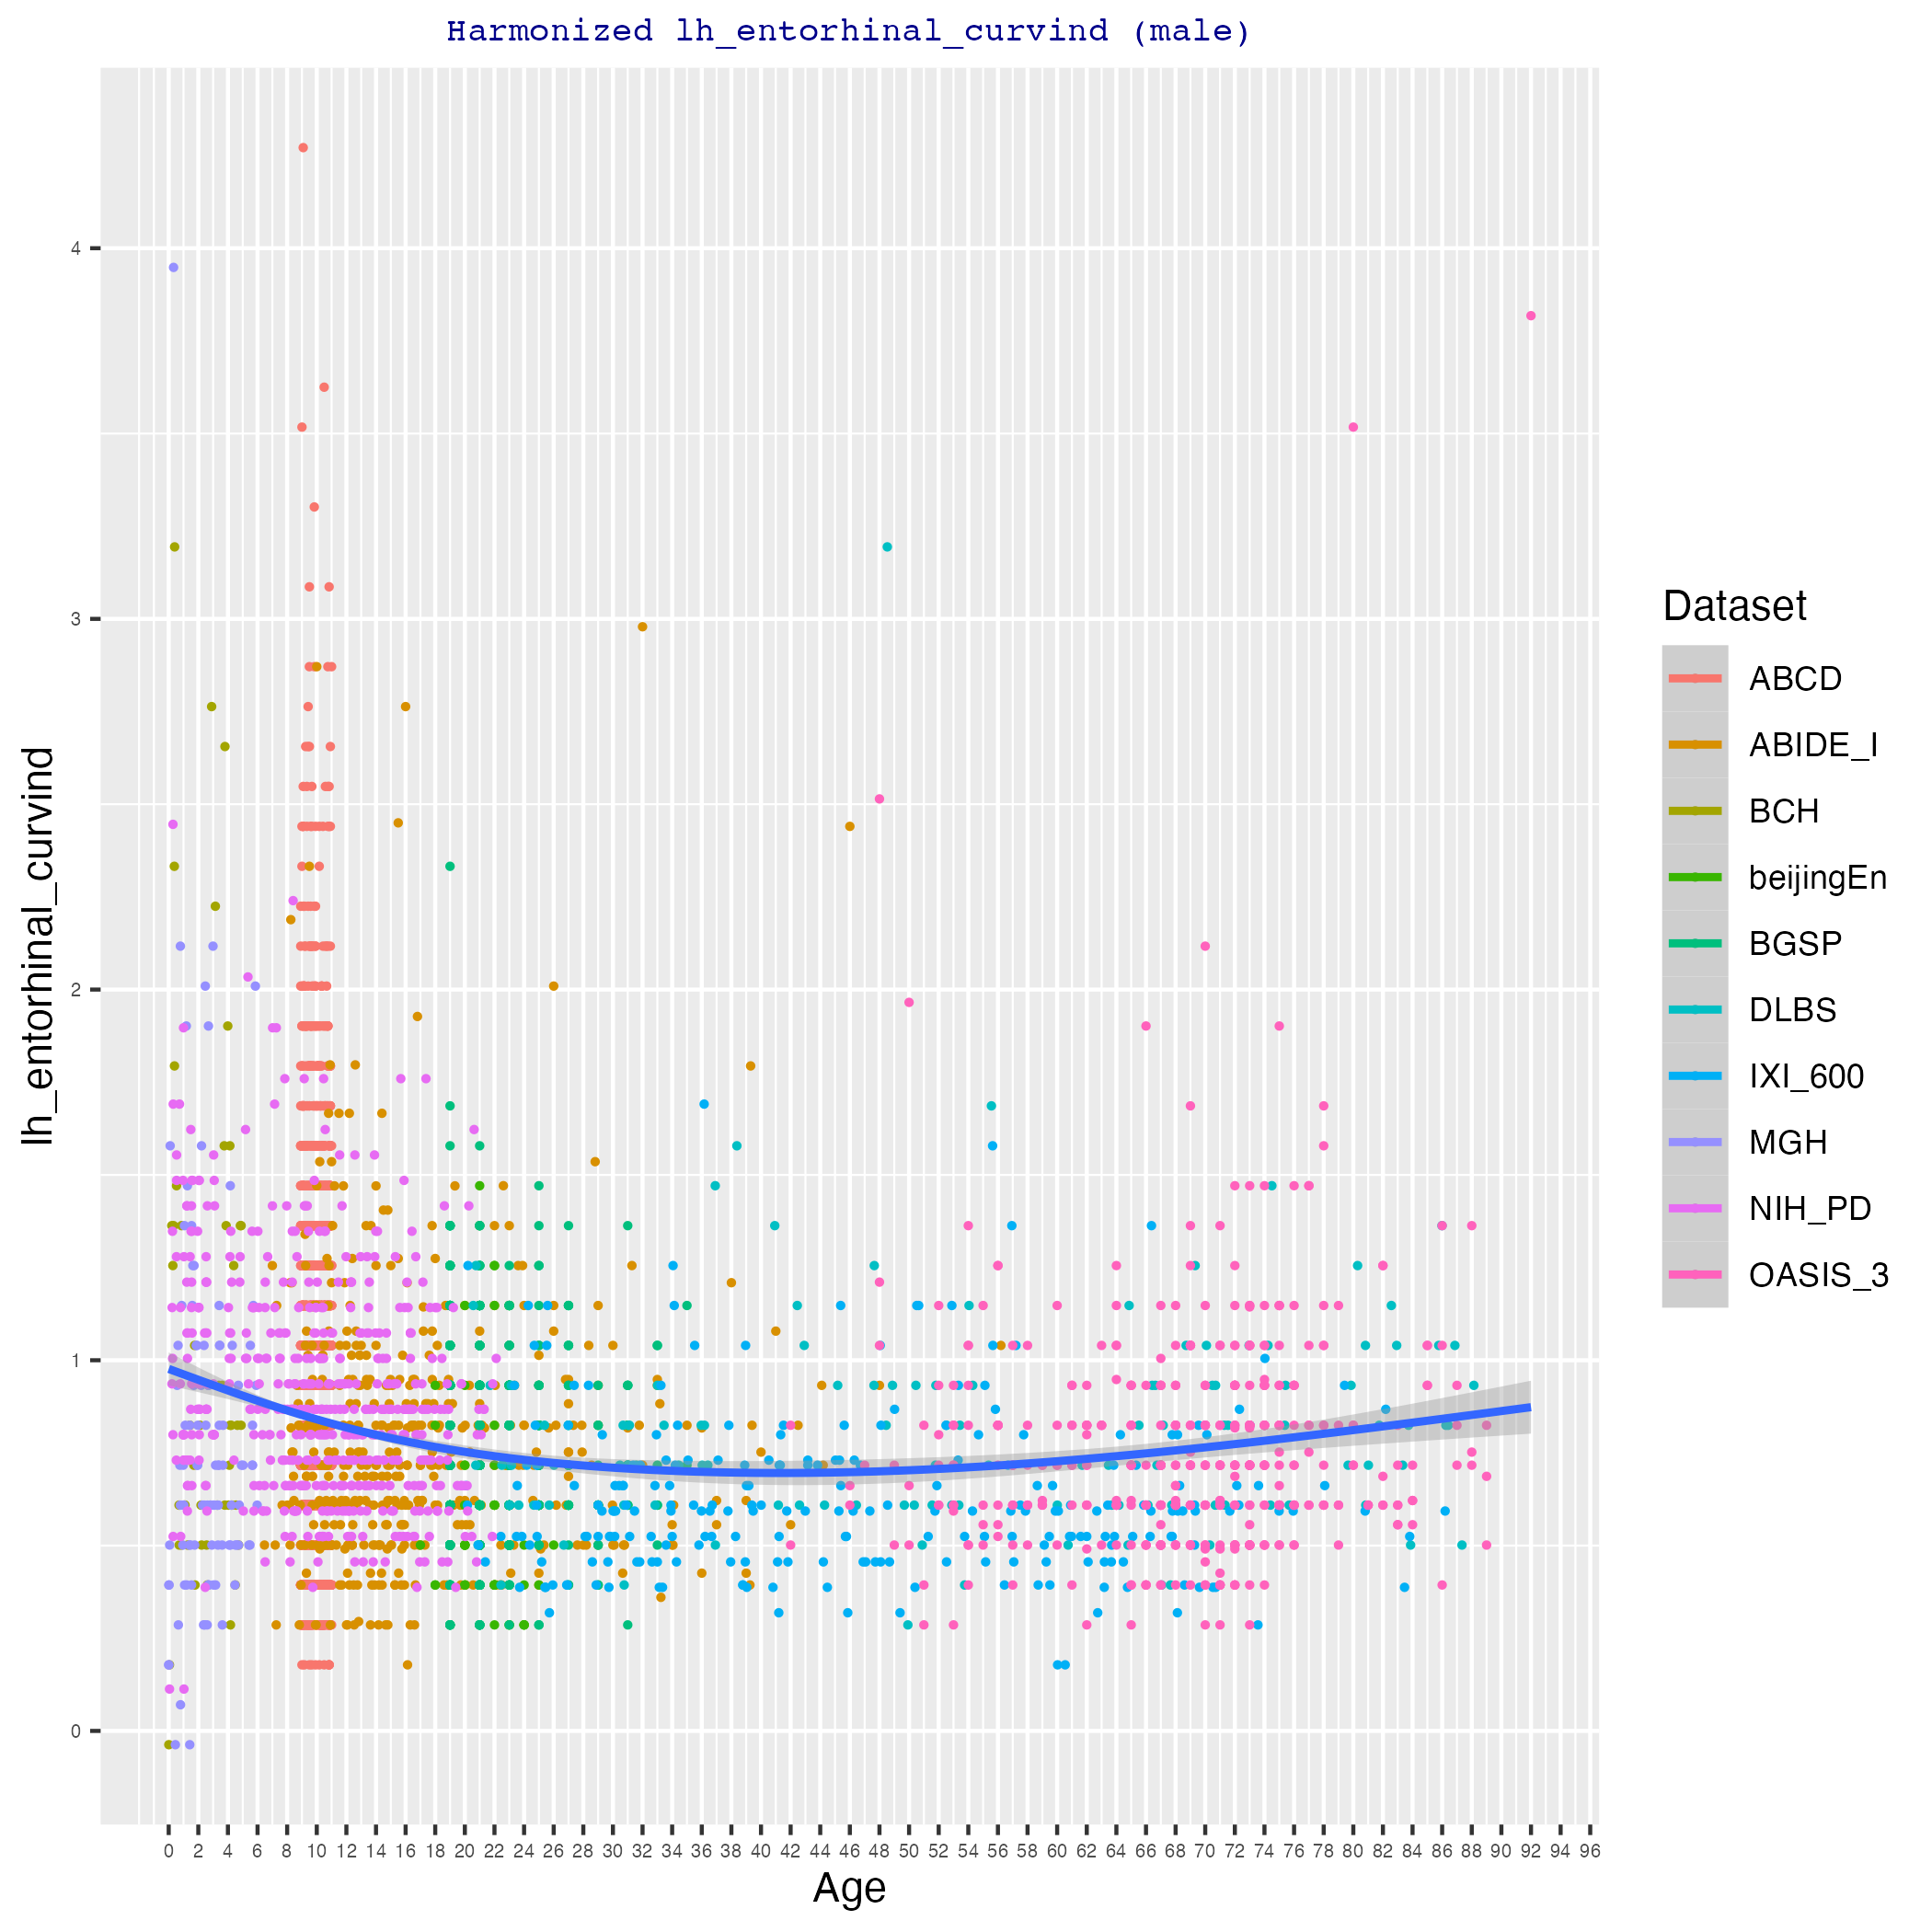 Harmonized lh_entorhinal_curvind (male)
lh_entorhinal_curvind
4
3
2
1
0
0 2 4 6 8 10 12 14 16 18 20 22 24 26 28 30 32 34 36 38 40 42 44 46 48 50 52 54 56 58 60 62 64 66 68 70 72 74 76 78 80 82 84 86 88 90 92 94 96
Age
Dataset
ABCD
ABIDE_I
BCH
beijingEn
BGSP
DLBS
IXI_600
MGH
NIH_PD
OASIS_3